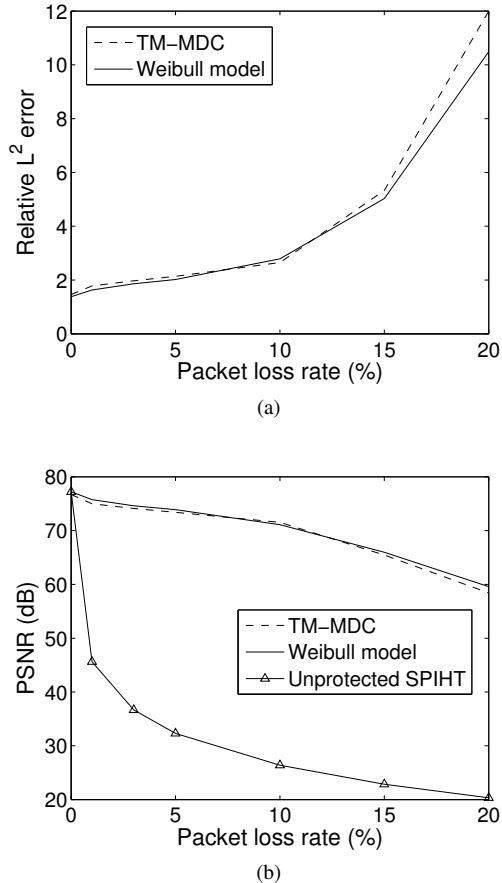 12
10
8
6
4
2
0
Relative L² error
TM−MDC
Weibull model
0 5 10 15 20
Packet loss rate (%)
(a)
80
70
60
50
40
30
20
PSNR (dB)
TM−MDC
Weibull model
Unprotected SPIHT
0 5 10 15 20
Packet loss rate (%)
(b)